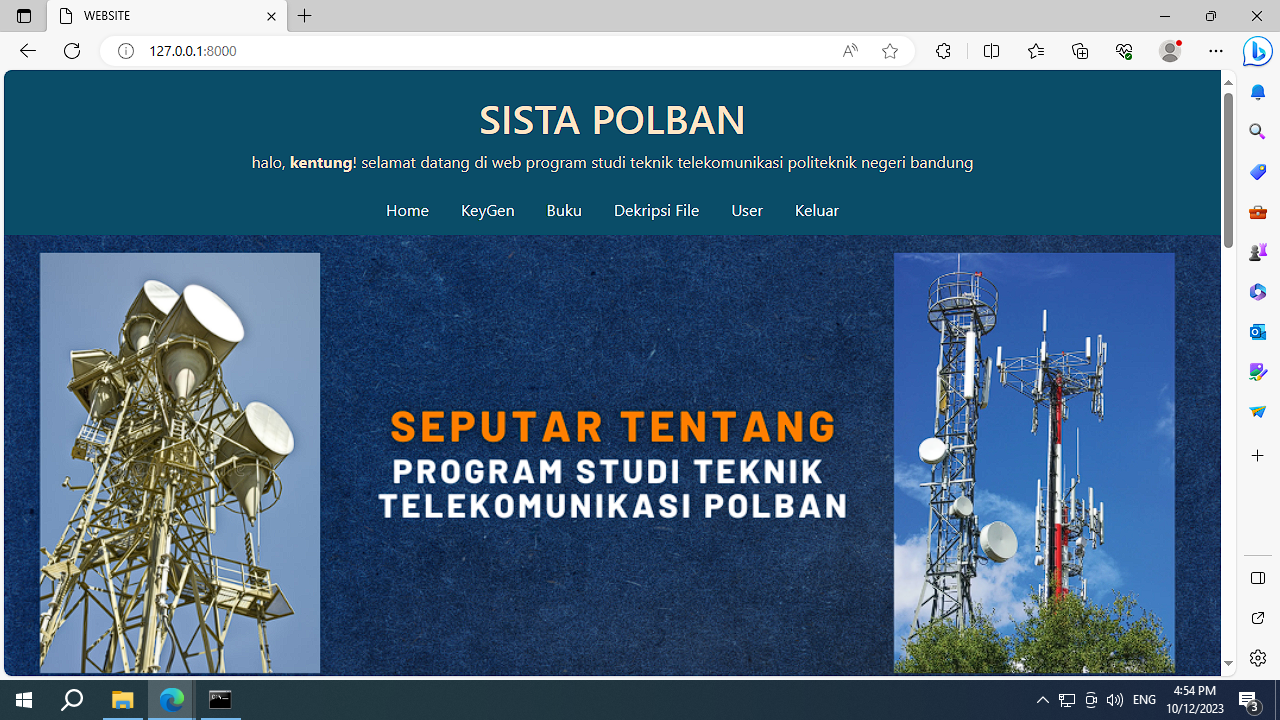 WEBSITE
127.0.0.1:8000
SISTA POLBAN
halo, kentung! selamat datang di web program studi teknik telekomunikasi politeknik negeri bandung
Home KeyGen Buku Dekripsi File User Keluar
SEPUTAR TENTANG
PROGRAM STUDI TEKNIK
TELEKOMUNIKASI POLBAN
ENG
4:54 PM
10/12/2023
3